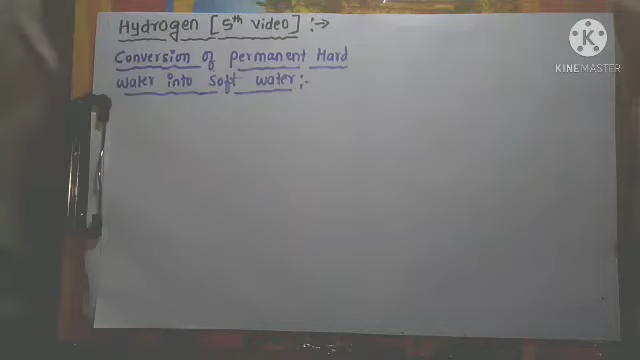 Hydrogen [5th video] :→
Conversion of permanent Hard
water into soft water :-
KINEMASTER